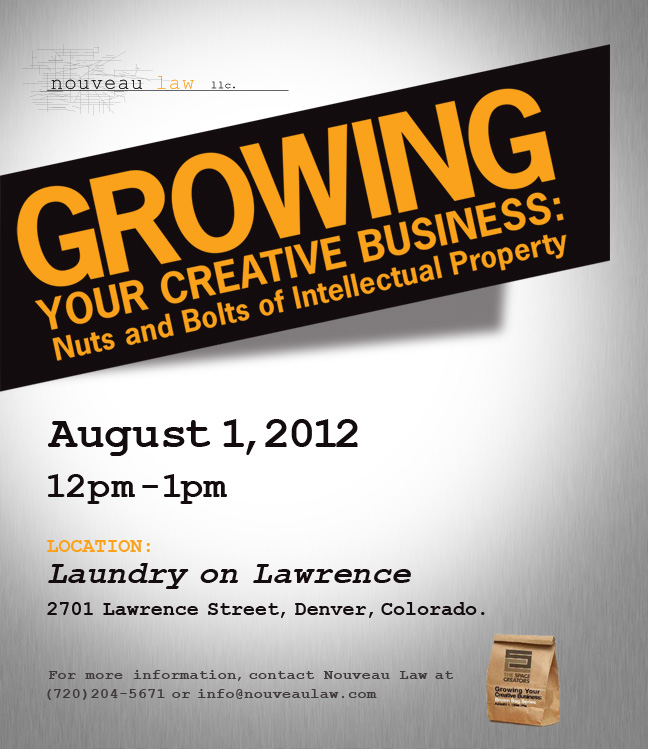 nouveau law llc.
GROWING
YOUR CREATIVE BUSINESS:
Nuts and Bolts of Intellectual Property
August 1, 2012
12pm-1pm
LOCATION:
Laundry on Lawrence
2701 Lawrence Street, Denver, Colorado.
For more information, contact Nouveau Law at
(720)204-5671 or info@nouveaulaw.com
THE SPACE
CREATORS
Growing Your
Creative Business: